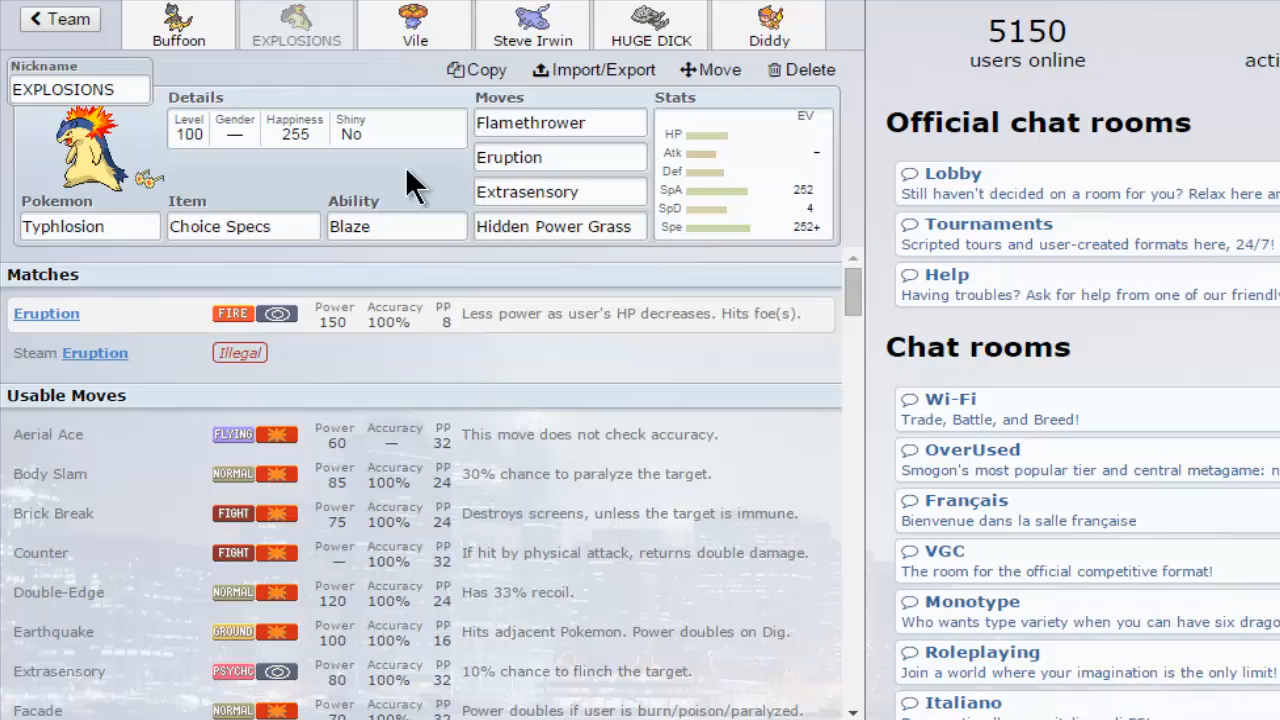 Team
Buffoon
EXPLOSIONS
Vile
Steve Irwin
HUGE DICK
Diddy
Nickname
EXPLOSIONS
Copy
Import/Export
Move
Delete
Details
Level
100
Gender
—
Happiness
255
Shiny
No
Pokemon
Typhlosion
Item
Choice Specs
Ability
Blaze
Moves
Flamethrower
Eruption
Extrasensory
Hidden Power Grass
Stats
EV
HP
Atk -
Def
SpA 252
SpD 4
Spe 252+
Matches
Eruption FIRE Power 150 Accuracy 100% PP 8 Less power as user's HP decreases. Hits foe(s).
Steam Eruption Illegal
Usable Moves
Aerial Ace FLYING Power 60 Accuracy — PP 32 This move does not check accuracy.
Body Slam NORMAL Power 85 Accuracy 100% PP 24 30% chance to paralyze the target.
Brick Break FIGHT Power 75 Accuracy 100% PP 24 Destroys screens, unless the target is immune.
Counter FIGHT Power — Accuracy 100% PP 32 If hit by physical attack, returns double damage.
Double-Edge NORMAL Power 120 Accuracy 100% PP 24 Has 33% recoil.
Earthquake GROUND Power 100 Accuracy 100% PP 16 Hits adjacent Pokemon. Power doubles on Dig.
Extrasensory PSYCHC Power 80 Accuracy 100% PP 32 10% chance to flinch the target.
Facade NORMAL Power 70 Accuracy 100% PP 32 Power doubles if user is burn/poison/paralyzed.
5150
users online
acti
Official chat rooms
Lobby
Still haven't decided on a room for you? Relax here an
Tournaments
Scripted tours and user-created formats here, 24/7!
Help
Having troubles? Ask for help from one of our friendly
Chat rooms
Wi-Fi
Trade, Battle, and Breed!
OverUsed
Smogon's most popular tier and central metagame: n
Français
Bienvenue dans la salle française
VGC
The room for the official competitive format!
Monotype
Who wants type variety when you can have six drago
Roleplaying
Join a world where your imagination is the only limit!
Italiano